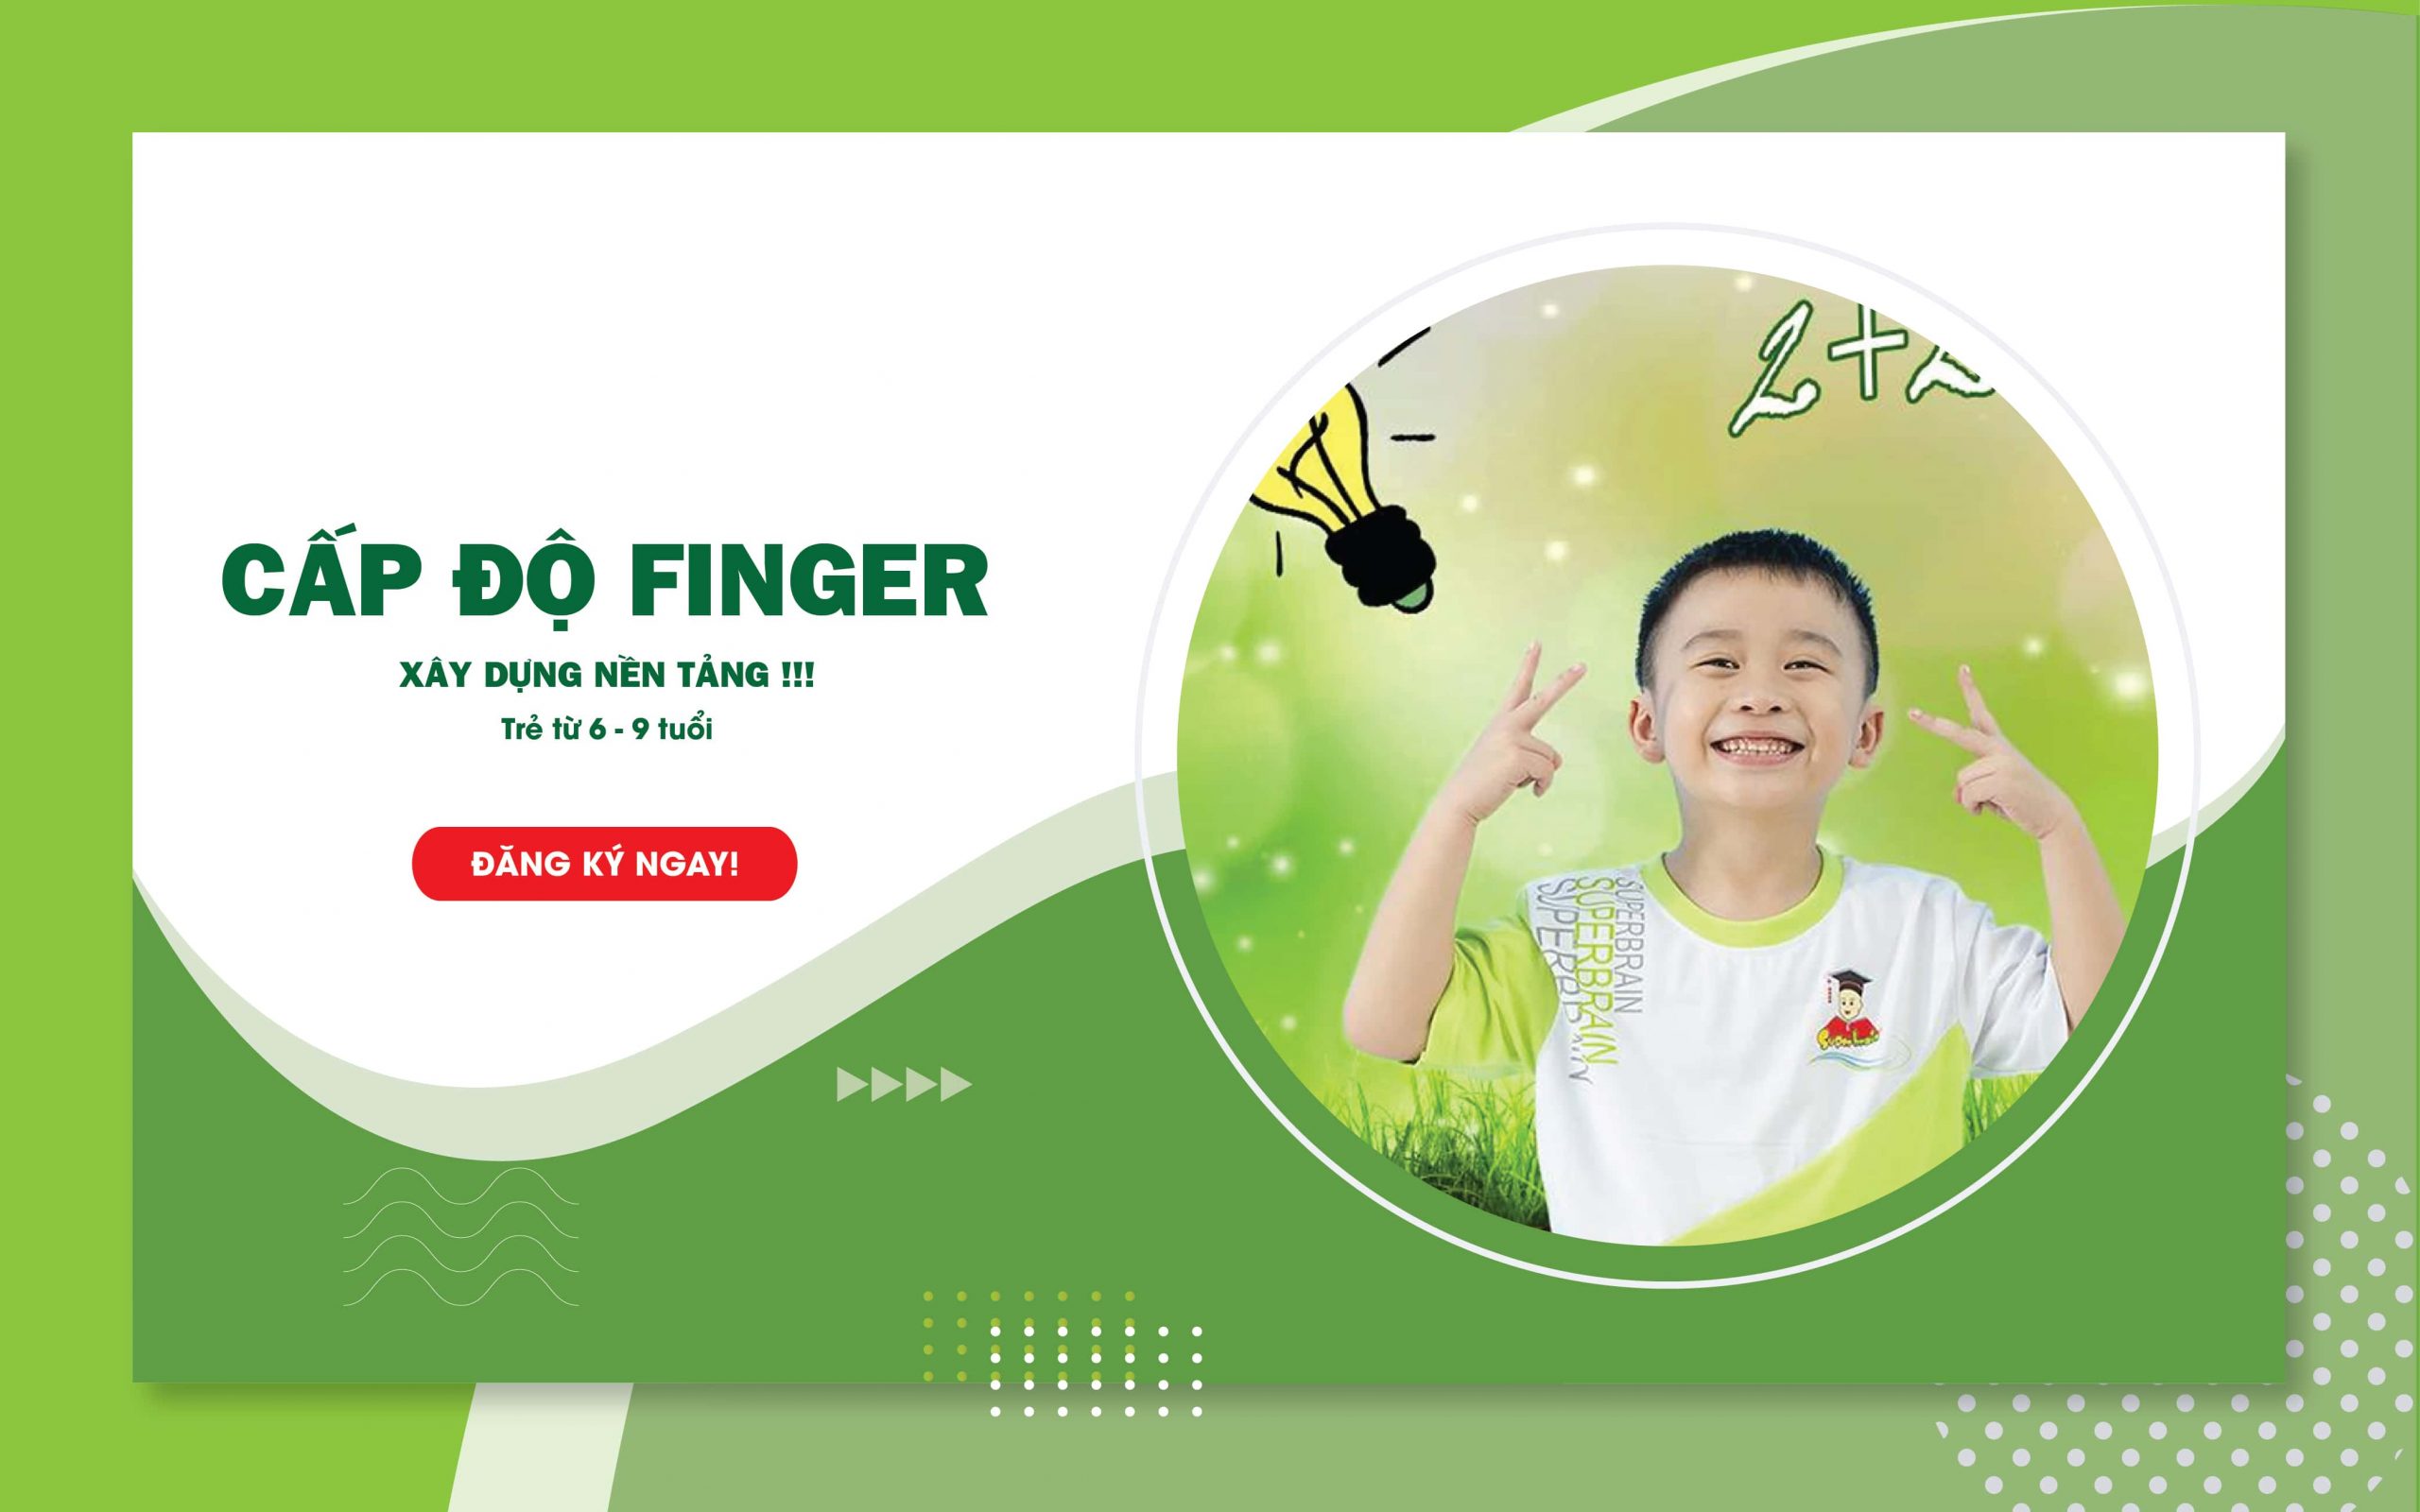 CẤP ĐỘ FINGER
XÂY DỰNG NỀN TẢNG !!!
Trẻ từ 6 - 9 tuổi
ĐĂNG KÝ NGAY!
2+
SUPERBRAIN
SUPERBRAIN
SUPERBRAIN